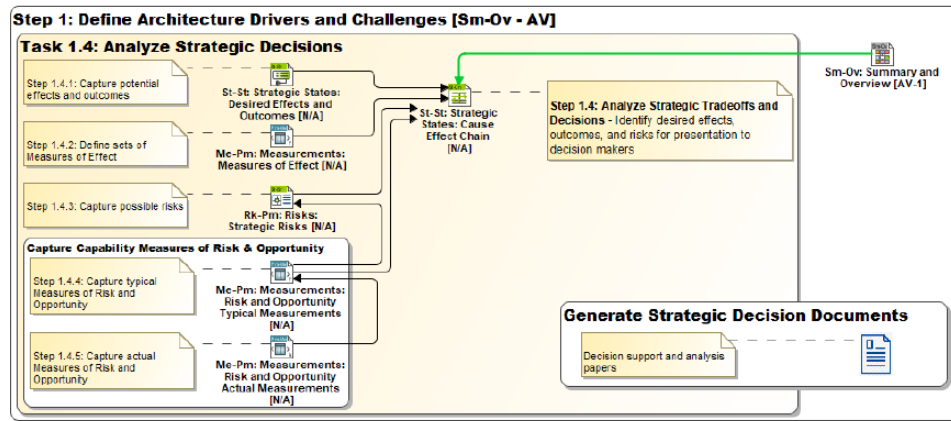 Step 1: Define Architecture Drivers and Challenges [Sm-Ov - AV]
Task 1.4: Analyze Strategic Decisions
Step 1.4.1: Capture potential
effects and outcomes
St-St: Strategic States:
Desired Effects and
Outcomes [N/A]
St-St: Strategic
States: Cause
Effect Chain
[N/A]
Step 1.4: Analyze Strategic Tradeoffs and
Decisions - Identify desired effects,
outcomes, and risks for presentation to
decision makers
Sm-Ov: Summary and
Overview [AV-1]
Step 1.4.2: Define sets of
Measures of Effect
Me-Pm: Measurements:
Measures of Effect [N/A]
Step 1.4.3: Capture possible risks
Rk-Pm: Risks:
Strategic Risks [N/A]
Capture Capability Measures of Risk & Opportunity
Step 1.4.4: Capture typical
Measures of Risk and
Opportunity
Me-Pm: Measurements:
Risk and Opportunity
Typical Measurements
[N/A]
Step 1.4.5: Capture actual
Measures of Risk and
Opportunity
Me-Pm: Measurements:
Risk and Opportunity
Actual Measurements
[N/A]
Generate Strategic Decision Documents
Decision support and analysis
papers